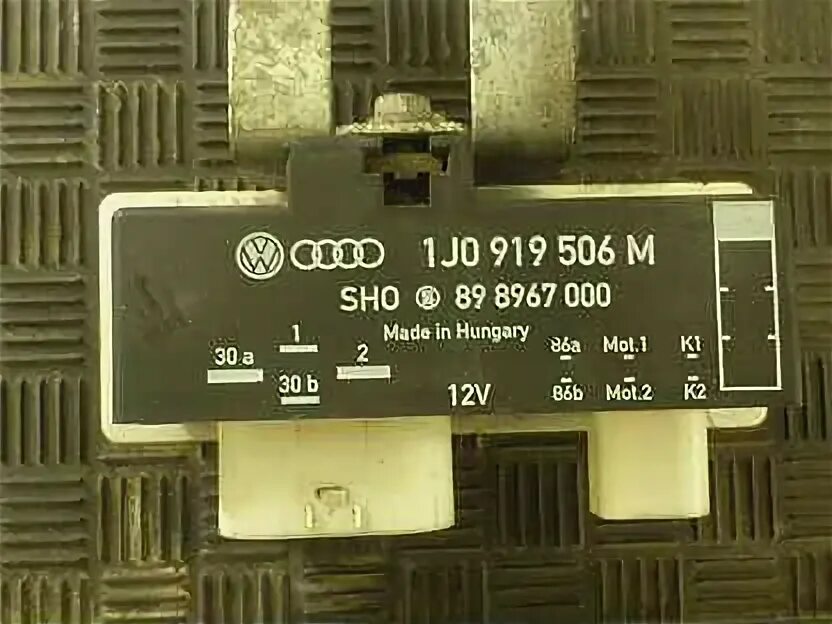 1J0 919 506 M
SHO 89 8967 000
Made in Hungary
30 a 1 2 86a Mot.1 K1
30 b 12V 86b Mot.2 K2